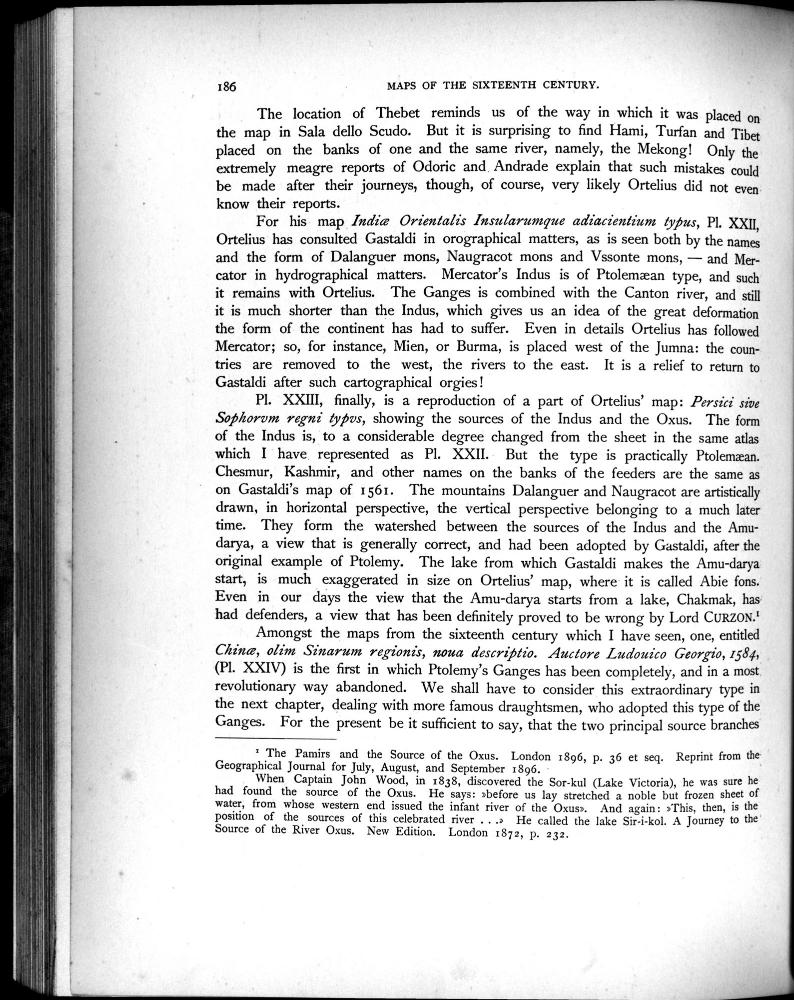 186 MAPS OF THE SIXTEENTH CENTURY.
The location of Thebet reminds us of the way in which it was placed on
the map in Sala dello Scudo. But it is surprising to find Hami, Turfan and Tibet
placed on the banks of one and the same river, namely, the Mekong! Only the
extremely meagre reports of Odoric and Andrade explain that such mistakes could
be made after their journeys, though, of course, very likely Ortelius did not even
know their reports.
For his map Indiæ Orientalis Insularumque adiacientium typus, Pl. XXII,
Ortelius has consulted Gastaldi in orographical matters, as is seen both by the names
and the form of Dalanguer mons, Naugracot mons and Vssonte mons, — and Mer-
cator in hydrographical matters. Mercator's Indus is of Ptolemæan type, and such
it remains with Ortelius. The Ganges is combined with the Canton river, and still
it is much shorter than the Indus, which gives us an idea of the great deformation
the form of the continent has had to suffer. Even in details Ortelius has followed
Mercator; so, for instance, Mien, or Burma, is placed west of the Jumna: the coun-
tries are removed to the west, the rivers to the east. It is a relief to return to
Gastaldi after such cartographical orgies!
Pl. XXIII, finally, is a reproduction of a part of Ortelius' map: Persici sive
Sophorvm regni typvs, showing the sources of the Indus and the Oxus. The form
of the Indus is, to a considerable degree changed from the sheet in the same atlas
which I have represented as Pl. XXII. But the type is practically Ptolemæan.
Chesmur, Kashmir, and other names on the banks of the feeders are the same as
on Gastaldi's map of 1561. The mountains Dalanguer and Naugracot are artistically
drawn, in horizontal perspective, the vertical perspective belonging to a much later
time. They form the watershed between the sources of the Indus and the Amu-
darya, a view that is generally correct, and had been adopted by Gastaldi, after the
original example of Ptolemy. The lake from which Gastaldi makes the Amu-darya
start, is much exaggerated in size on Ortelius' map, where it is called Abie fons.
Even in our days the view that the Amu-darya starts from a lake, Chakmak, has
had defenders, a view that has been definitely proved to be wrong by Lord CURZON.¹
Amongst the maps from the sixteenth century which I have seen, one, entitled
Chinæ, olim Sinarum regionis, noua descriptio. Auctore Ludouico Georgio, 1584,
(Pl. XXIV) is the first in which Ptolemy's Ganges has been completely, and in a most
revolutionary way abandoned. We shall have to consider this extraordinary type in
the next chapter, dealing with more famous draughtsmen, who adopted this type of the
Ganges. For the present be it sufficient to say, that the two principal source branches
¹ The Pamirs and the Source of the Oxus. London 1896, p. 36 et seq. Reprint from the
Geographical Journal for July, August, and September 1896.
When Captain John Wood, in 1838, discovered the Sor-kul (Lake Victoria), he was sure he
had found the source of the Oxus. He says: »before us lay stretched a noble but frozen sheet of
water, from whose western end issued the infant river of the Oxus». And again: »This, then, is the
position of the sources of this celebrated river . . .» He called the lake Sir-i-kol. A Journey to the
Source of the River Oxus. New Edition. London 1872, p. 232.